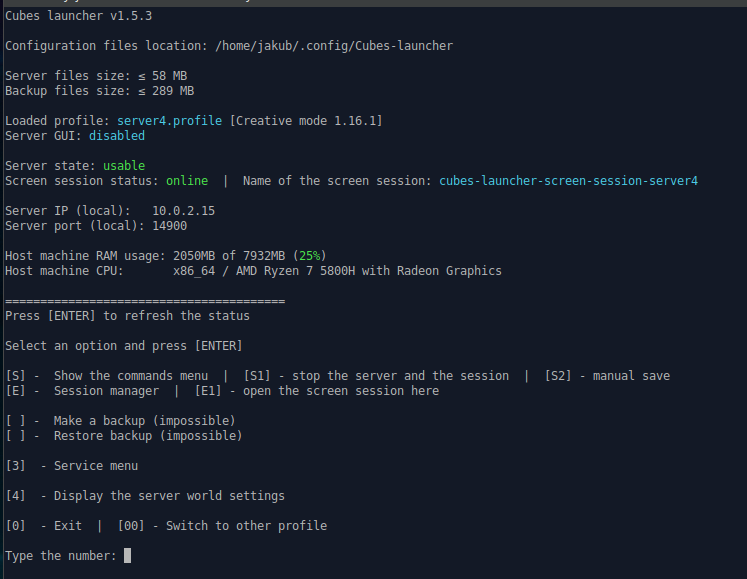 Cubes launcher v1.5.3
Configuration files location: /home/jakub/.config/Cubes-launcher
Server files size: ≤ 58 MB
Backup files size: ≤ 289 MB
Loaded profile: server4.profile [Creative mode 1.16.1]
Server GUI: disabled
Server state: usable
Screen session status: online  |  Name of the screen session: cubes-launcher-screen-session-server4
Server IP (local):   10.0.2.15
Server port (local): 14900
Host machine RAM usage: 2050MB of 7932MB (25%)
Host machine CPU:       x86_64 / AMD Ryzen 7 5800H with Radeon Graphics
========================================
Press [ENTER] to refresh the status
Select an option and press [ENTER]
[S] -  Show the commands menu  |  [S1] - stop the server and the session  |  [S2] - manual save
[E] -  Session manager  |  [E1] - open the screen session here
[ ] -  Make a backup (impossible)
[ ] -  Restore backup (impossible)
[3]  - Service menu
[4]  - Display the server world settings
[0]  - Exit  |  [00] - Switch to other profile
Type the number: